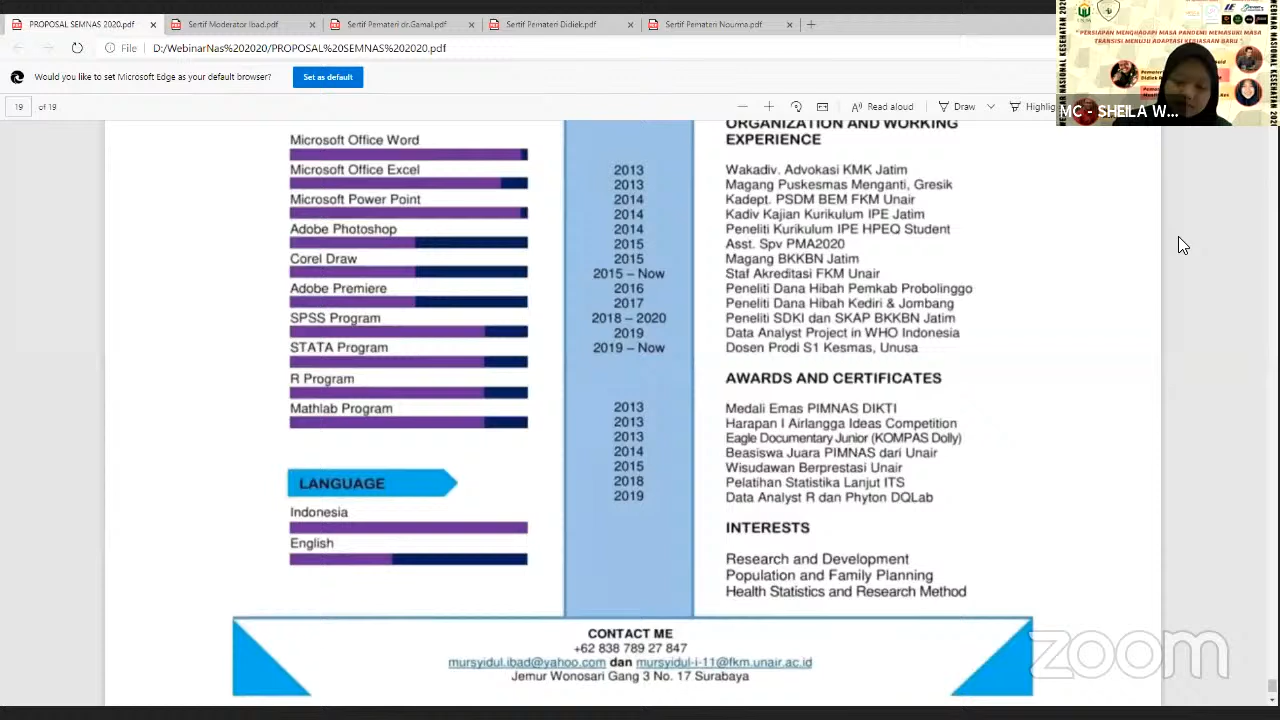 PROPOSAL SEMNAS 2020.pdf
Sertif Moderator Ibad.pdf
Sertif Pemateri dr.Gamal.pdf
Sertif Pemateri didiek.pdf
Sertif Pemateri Nourma.pdf
File
D:/WebinarNas%202020/PROPOSAL%20SEMNAS%202020.pdf
Would you like to set Microsoft Edge as your default browser?
Set as default
19 of 19
Read aloud
Draw
Highlig
" PERSIAPAN MENGHADAPI MASA PANDEMI MEMASUKI MASA
TRANSISI MENUJU ADAPTASI KEBIASAAN BARU "
MC - SHEILA W...
Microsoft Office Word
Microsoft Office Excel
Microsoft Power Point
Adobe Photoshop
Corel Draw
Adobe Premiere
SPSS Program
STATA Program
R Program
Mathlab Program
LANGUAGE
Indonesia
English
ORGANIZATION AND WORKING
EXPERIENCE
2013 Wakadiv. Advokasi KMK Jatim
2013 Magang Puskesmas Menganti, Gresik
2014 Kadept. PSDM BEM FKM Unair
2014 Kadiv Kajian Kurikulum IPE Jatim
2014 Peneliti Kurikulum IPE HPEQ Student
2015 Asst. Spv PMA2020
2015 Magang BKKBN Jatim
2015 – Now Staf Akreditasi FKM Unair
2016 Peneliti Dana Hibah Pemkab Probolinggo
2017 Peneliti Dana Hibah Kediri & Jombang
2018 – 2020 Peneliti SDKI dan SKAP BKKBN Jatim
2019 Data Analyst Project in WHO Indonesia
2019 – Now Dosen Prodi S1 Kesmas, Unusa
AWARDS AND CERTIFICATES
2013 Medali Emas PIMNAS DIKTI
2013 Harapan I Airlangga Ideas Competition
2013 Eagle Documentary Junior (KOMPAS Dolly)
2014 Beasiswa Juara PIMNAS dari Unair
2015 Wisudawan Berprestasi Unair
2018 Pelatihan Statistika Lanjut ITS
2019 Data Analyst R dan Phyton DQLab
INTERESTS
Research and Development
Population and Family Planning
Health Statistics and Research Method
CONTACT ME
+62 838 789 27 847
mursyidul.ibad@yahoo.com dan mursyidul-i-11@fkm.unair.ac.id
Jemur Wonosari Gang 3 No. 17 Surabaya
zoom